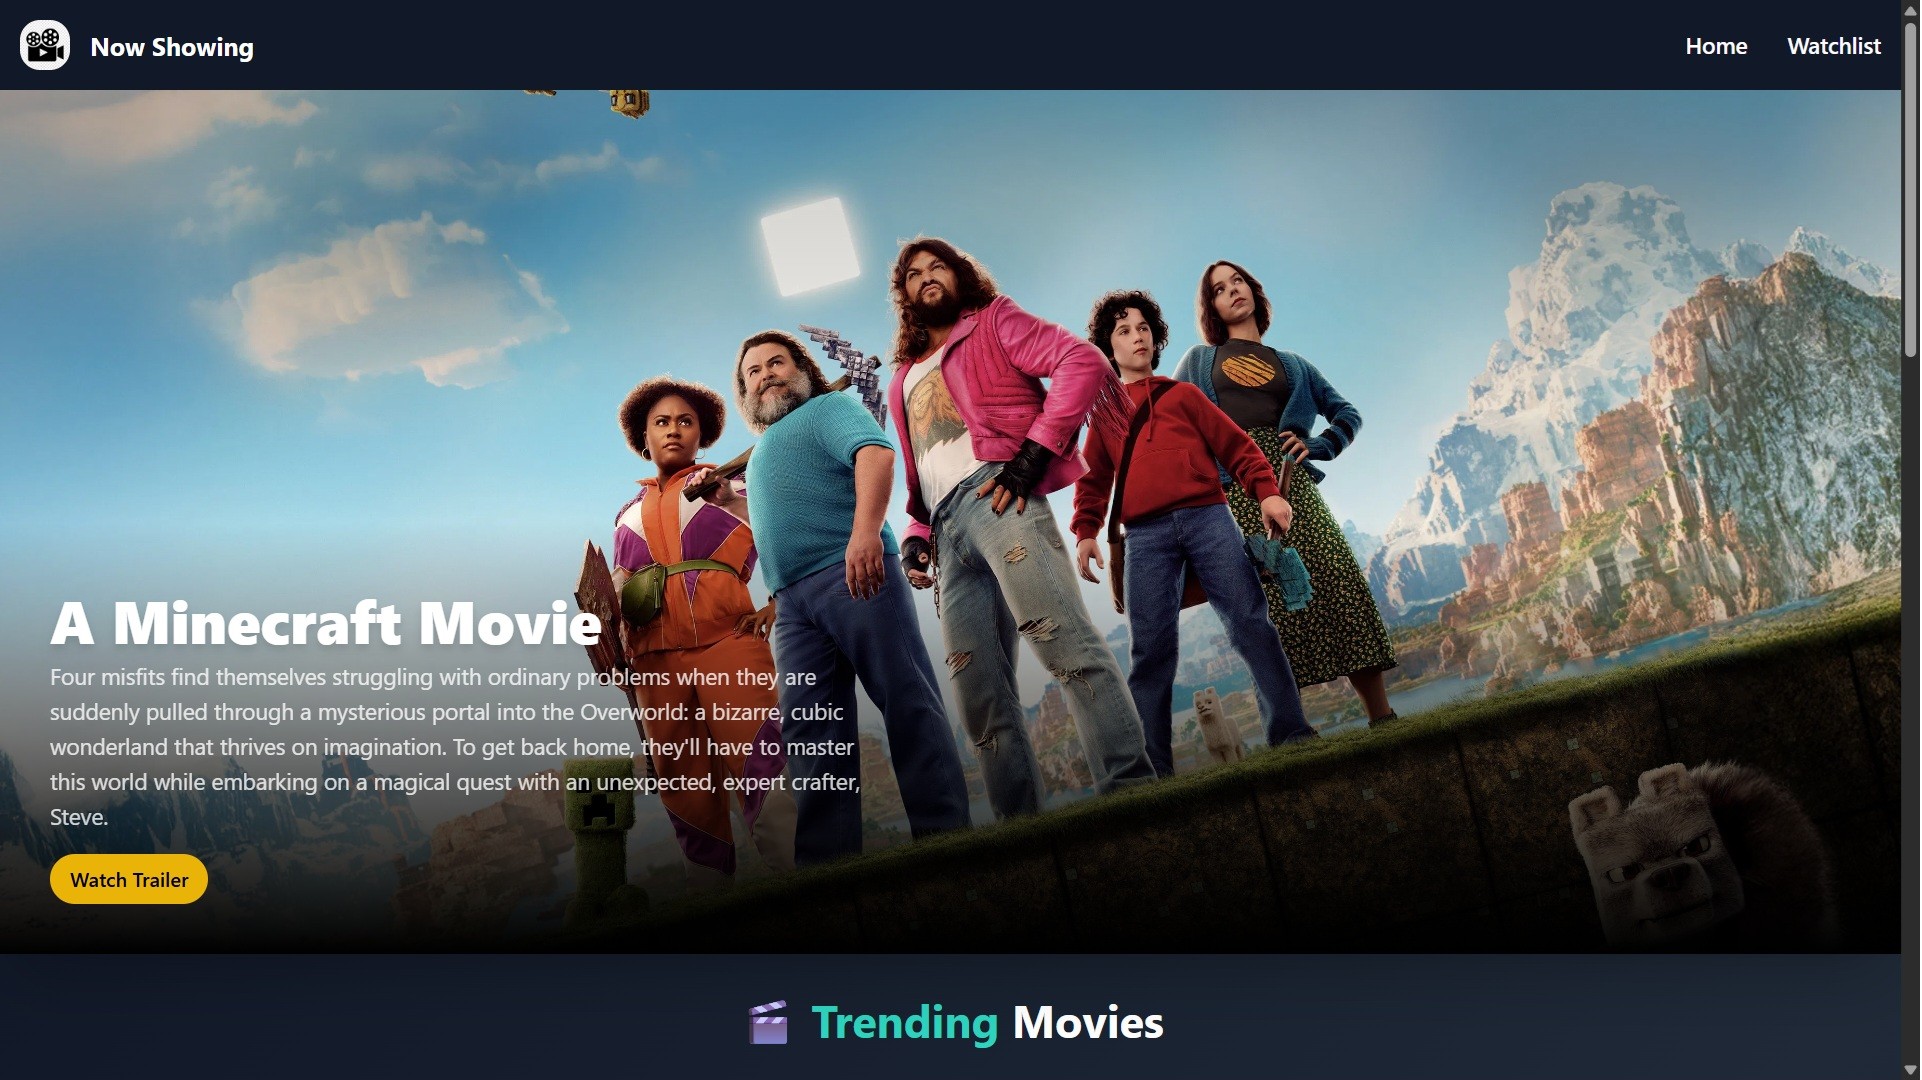 Now Showing
Home
Watchlist
A Minecraft Movie
Four misfits find themselves struggling with ordinary problems when they are
suddenly pulled through a mysterious portal into the Overworld: a bizarre, cubic
wonderland that thrives on imagination. To get back home, they'll have to master
this world while embarking on a magical quest with an unexpected, expert crafter,
Steve.
Watch Trailer
Trending Movies